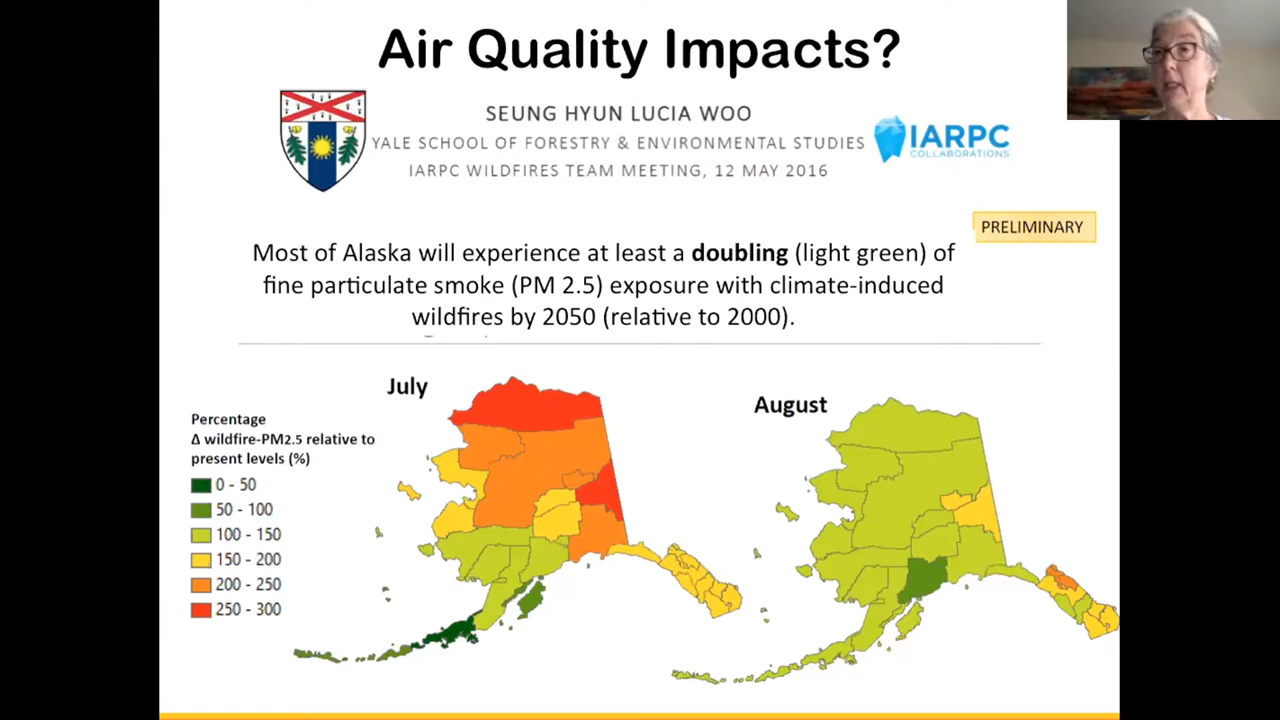 Air Quality Impacts?
SEUNG HYUN LUCIA WOO
YALE SCHOOL OF FORESTRY & ENVIRONMENTAL STUDIES
IARPC WILDFIRES TEAM MEETING, 12 MAY 2016
IARPC
COLLABORATIONS
PRELIMINARY
Most of Alaska will experience at least a doubling (light green) of
fine particulate smoke (PM 2.5) exposure with climate-induced
wildfires by 2050 (relative to 2000).
July
August
Percentage
Δ wildfire-PM2.5 relative to
present levels (%)
0 - 50
50 - 100
100 - 150
150 - 200
200 - 250
250 - 300